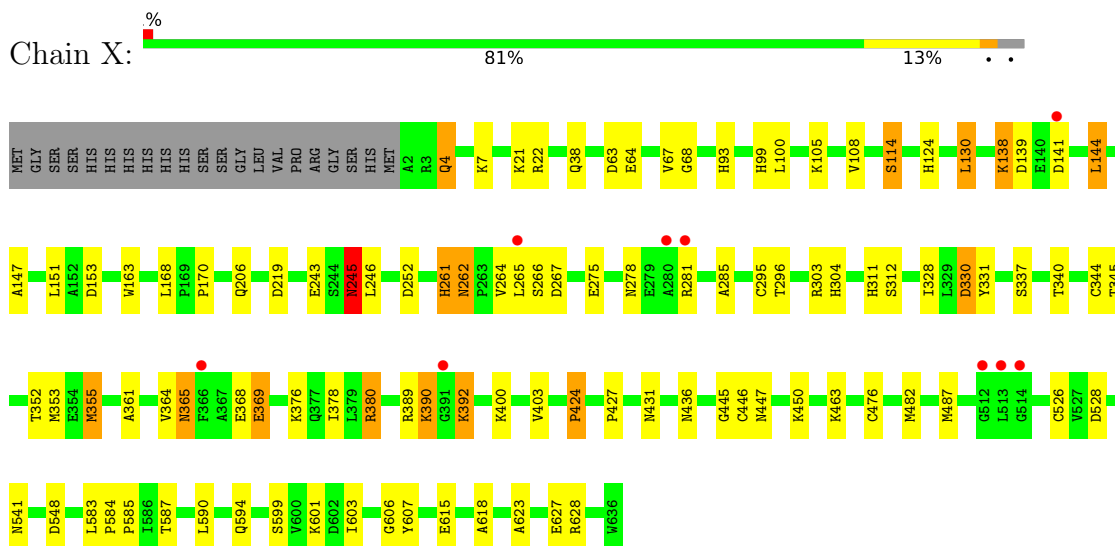 .%
Chain X:
81% 13% • •
MET GLY SER SER HIS HIS HIS HIS HIS HIS SER SER GLY LEU VAL PRO ARG GLY SER HIS MET A2 R3 Q4 K7 K21 R22 Q38 D63 E64 V67 G68 H93 H99 L100 K105 V108 S114 H124 L130 K138 D139 E140 D141 L144
A147 L151 A152 D153 W163 L168 P169 P170 Q206 D219 E243 S244 N245 L246 D252 H261 N262 P263 V264 L265 S266 D267 E275 N278 E279 A280 R281 A285 C295 T296 R303 H304 H311 S312 I328 L329 D330 Y331 S337 T340 C344 T345
T352 M353 E354 M355 A361 V364 N365 F366 A367 E368 E369 K376 Q377 I378 L379 R380 R389 K390 G391 K392 K400 V403 P424 P427 N431 N436 G445 C446 N447 K450 K463 C476 M482 M487 G512 L513 G514 C526 V527 D528
N541 D548 L583 P584 P585 I586 T587 L590 Q594 S599 V600 K601 D602 I603 G606 Y607 E615 A618 A623 E627 R628 W636